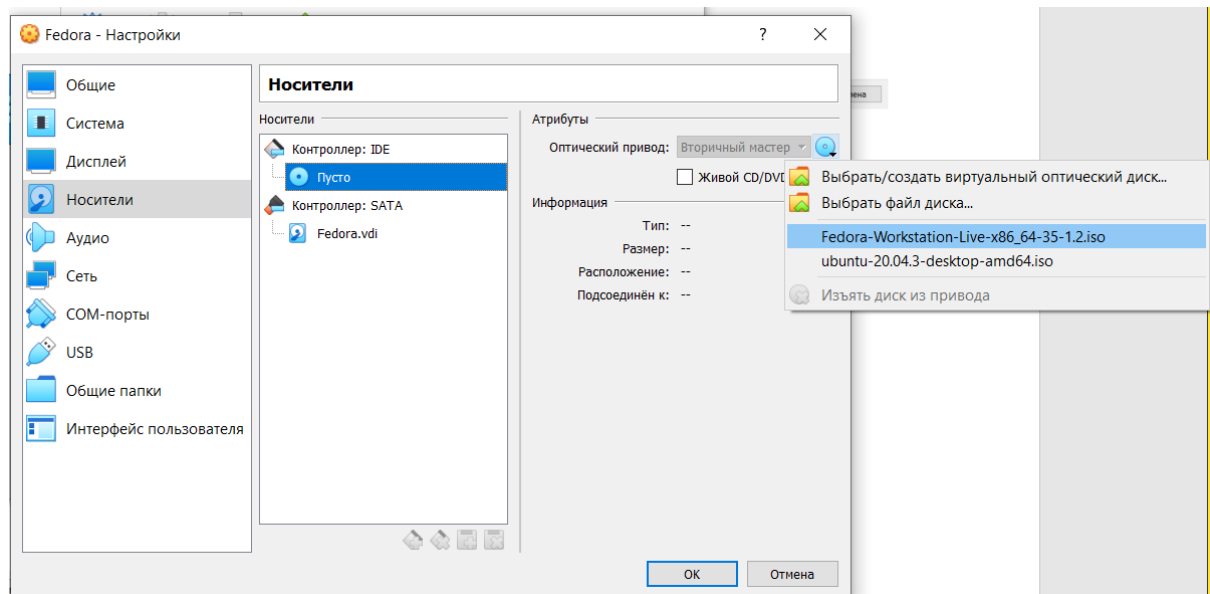 Fedora - Настройки
?
Общие
Система
Дисплей
Носители
Аудио
Сеть
COM-порты
USB
Общие папки
Интерфейс пользователя
Носители
Носители
Контроллер: IDE
Пусто
Контроллер: SATA
Fedora.vdi
Атрибуты
Оптический привод: Вторичный мастер
Живой CD/DVD
Информация
Тип: --
Размер: --
Расположение: --
Подсоединён к: --
Выбрать/создать виртуальный оптический диск...
Выбрать файл диска...
Fedora-Workstation-Live-x86_64-35-1.2.iso
ubuntu-20.04.3-desktop-amd64.iso
Изъять диск из привода
OK
Отмена